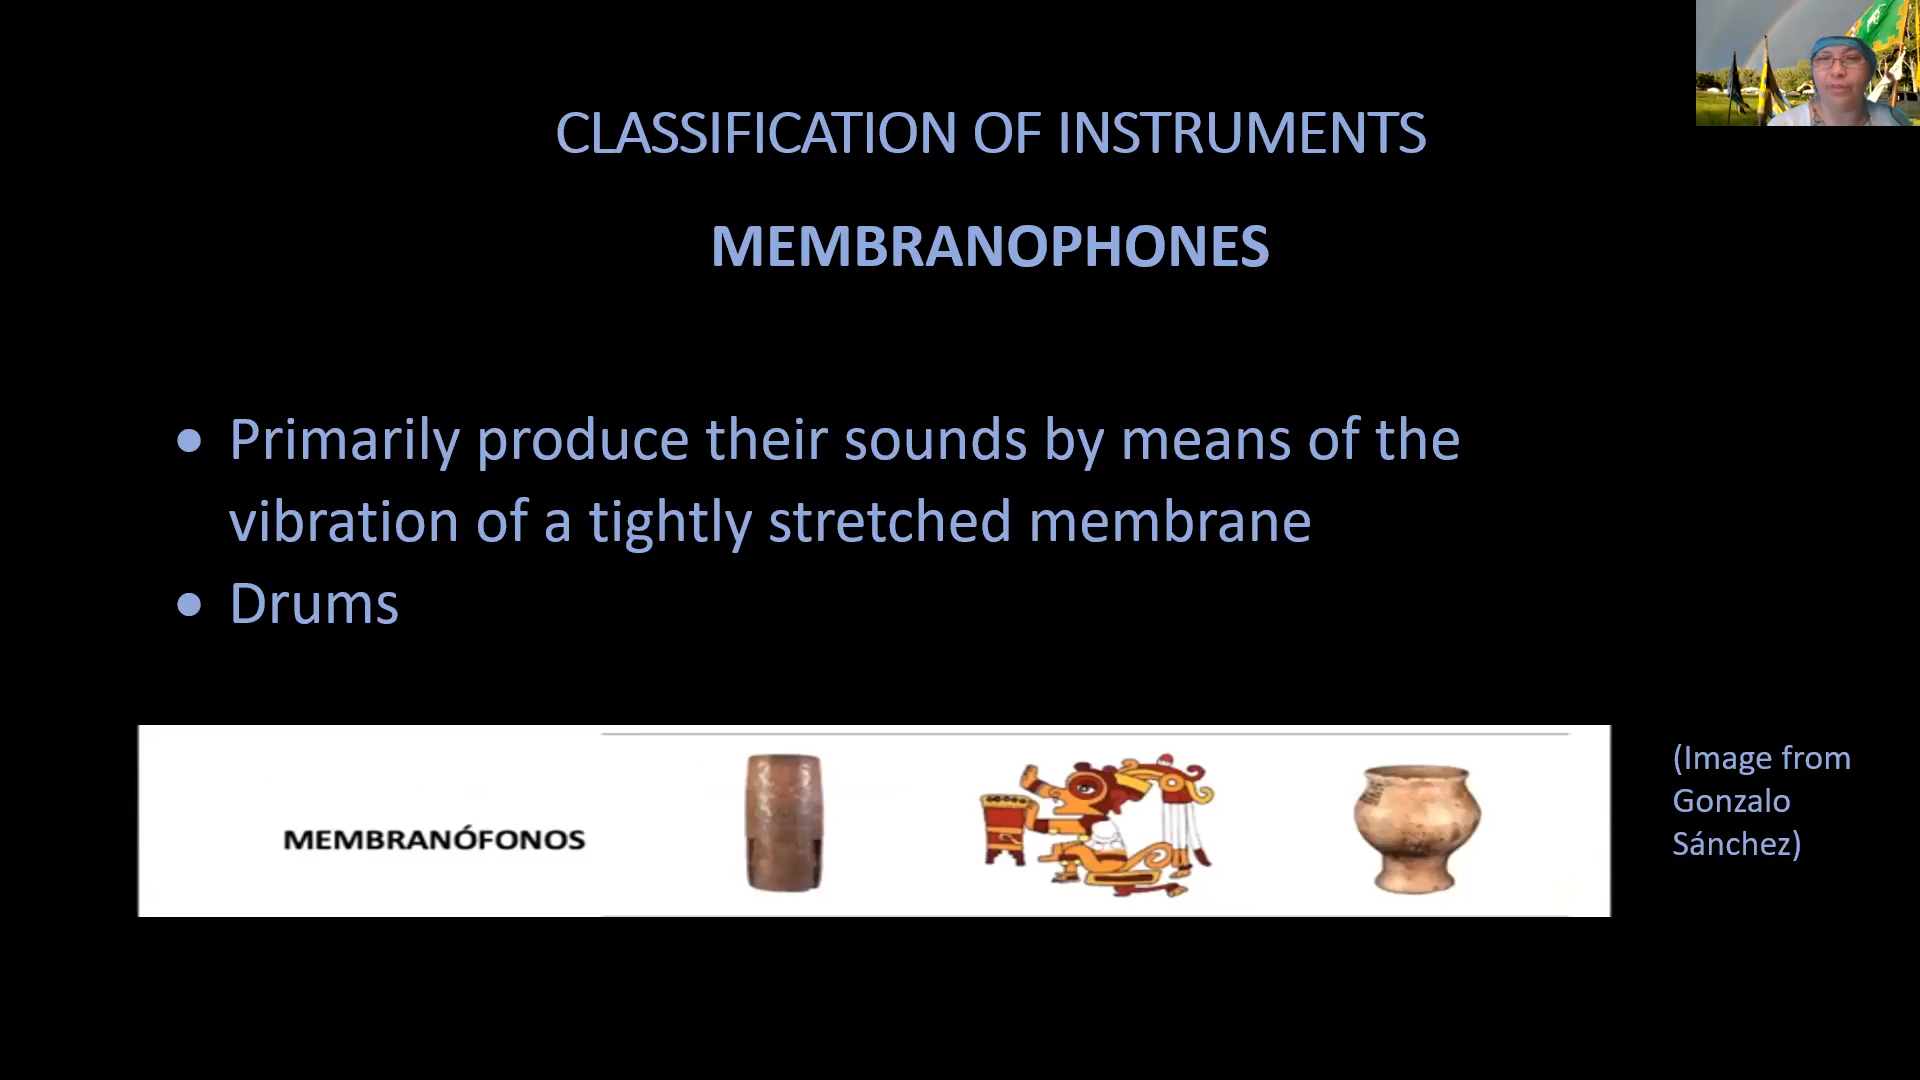 CLASSIFICATION OF INSTRUMENTS
MEMBRANOPHONES
• Primarily produce their sounds by means of the
vibration of a tightly stretched membrane
• Drums
MEMBRANÓFONOS
(Image from
Gonzalo
Sánchez)